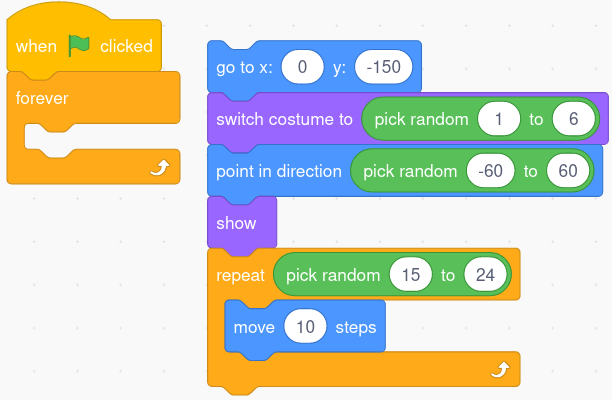 when clicked
forever
go to x: 0 y: -150
switch costume to pick random 1 to 6
point in direction pick random -60 to 60
show
repeat pick random 15 to 24
move 10 steps